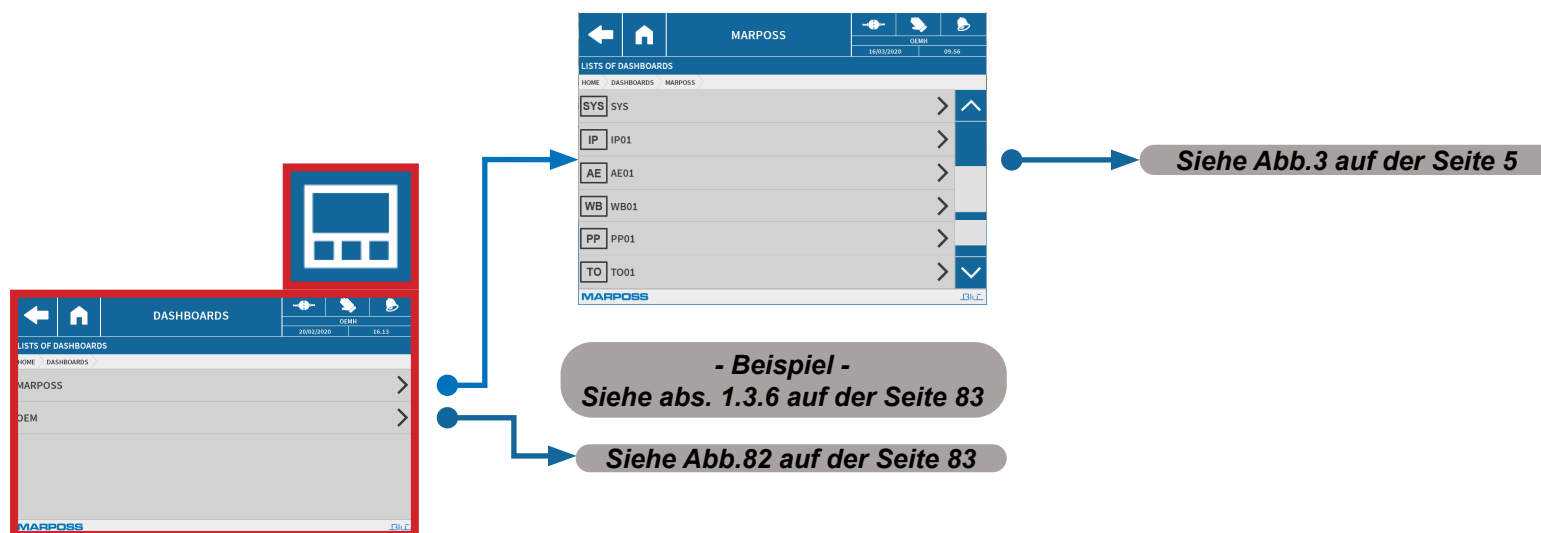 MARPOSS
OEMH
16/03/2020 09.56
LISTS OF DASHBOARDS
HOME DASHBOARDS MARPOSS
SYS SYS
IP IP01
AE AE01
WB WB01
PP PP01
TO TO01
MARPOSS BLÚ
Siehe Abb.3 auf der Seite 5
DASHBOARDS
OEMH
20/02/2020 16.13
LISTS OF DASHBOARDS
HOME DASHBOARDS
MARPOSS
OEM
MARPOSS BLÚ
- Beispiel -
Siehe abs. 1.3.6 auf der Seite 83
Siehe Abb.82 auf der Seite 83